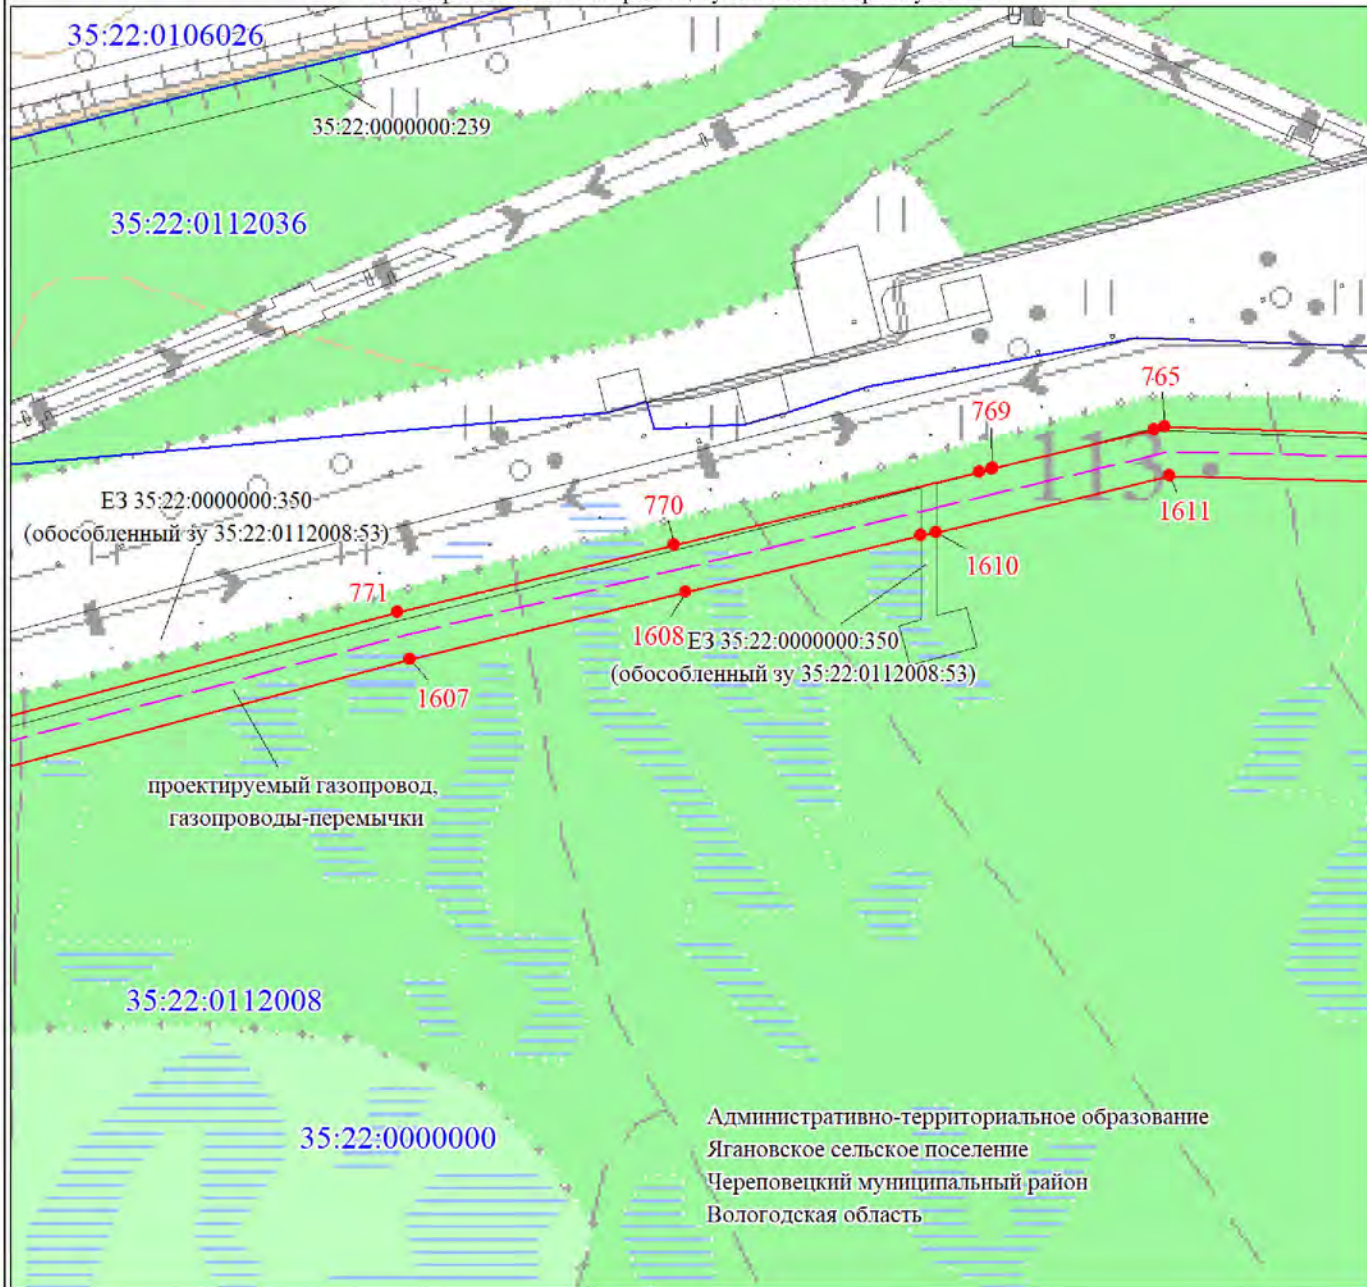 35:22:0106026
35:22:0000000:239
35:22:0112036
765
769
113
ЕЗ 35:22:0000000:350
(обособленный зу 35:22:0112008:53)
770
1611
1610
771
1608
ЕЗ 35:22:0000000:350
(обособленный зу 35:22:0112008:53)
1607
проектируемый газопровод,
газопроводы-перемычки
35:22:0112008
35:22:0000000
Административно-территориальное образование
Ягановское сельское поселение
Череповецкий муниципальный район
Вологодская область